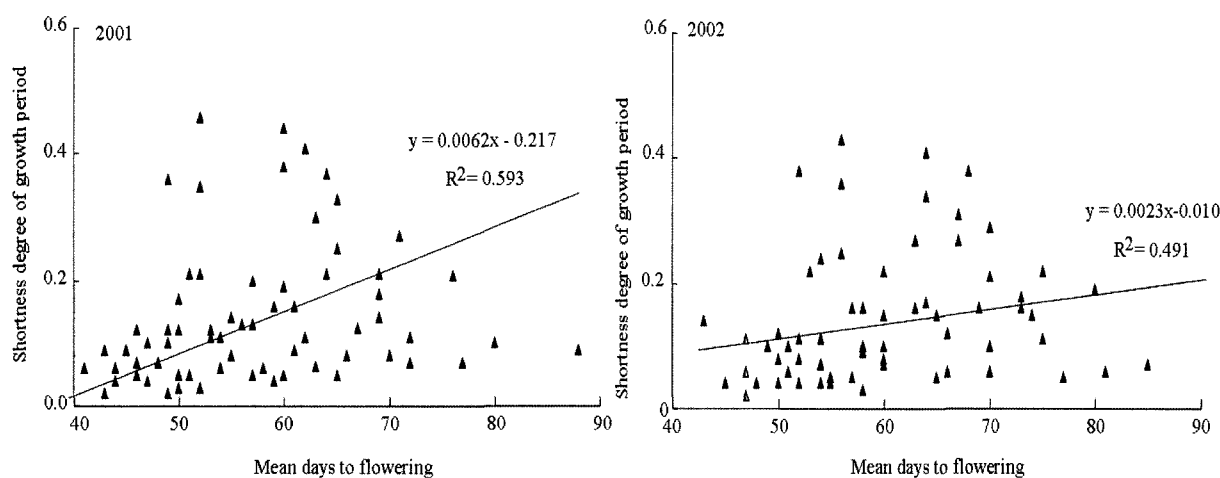 2001
Shortness degree of growth period
0.6
0.4
0.2
0.0
y = 0.0062x - 0.217
R2= 0.593
40 50 60 70 80 90
Mean days to flowering
2002
Shortness degree of growth period
0.6
0.4
0.2
0
y = 0.0023x-0.010
R2= 0.491
40 50 60 70 80 90
Mean days to flowering